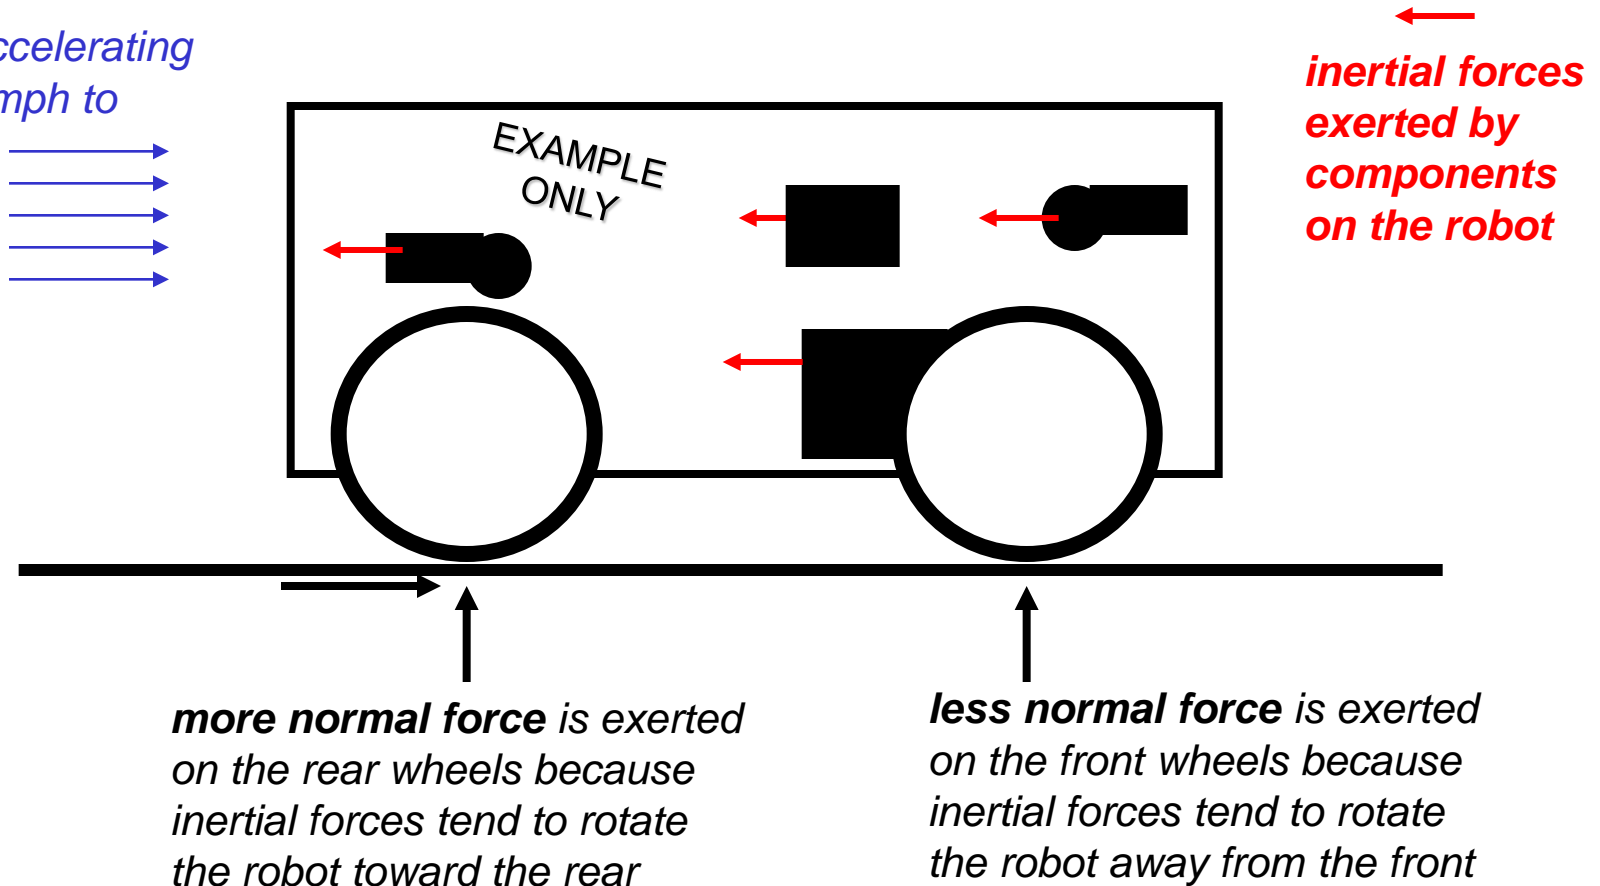 ccelerating
mph to
EXAMPLE
ONLY
inertial forces
exerted by
components
on the robot
more normal force is exerted
on the rear wheels because
inertial forces tend to rotate
the robot toward the rear
less normal force is exerted
on the front wheels because
inertial forces tend to rotate
the robot away from the front